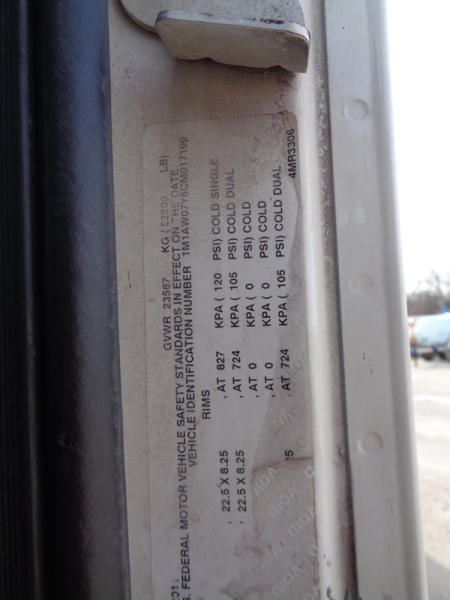 GVWR 23587 KG ( 52000 LB)
S. FEDERAL MOTOR VEHICLE SAFETY STANDARDS IN EFFECT ON THE DATE
VEHICLE IDENTIFICATION NUMBER 1M1AW07Y6CM017199
RIMS
, 22.5 X 8.25 , AT 827 KPA ( 120 PSI) COLD SINGLE
, 22.5 X 8.25 , AT 724 KPA ( 105 PSI) COLD DUAL
, AT 0 KPA ( 0 PSI) COLD
, AT 0 KPA ( 0 PSI) COLD
25 , AT 724 KPA ( 105 PSI) COLD DUAL
4MR3306